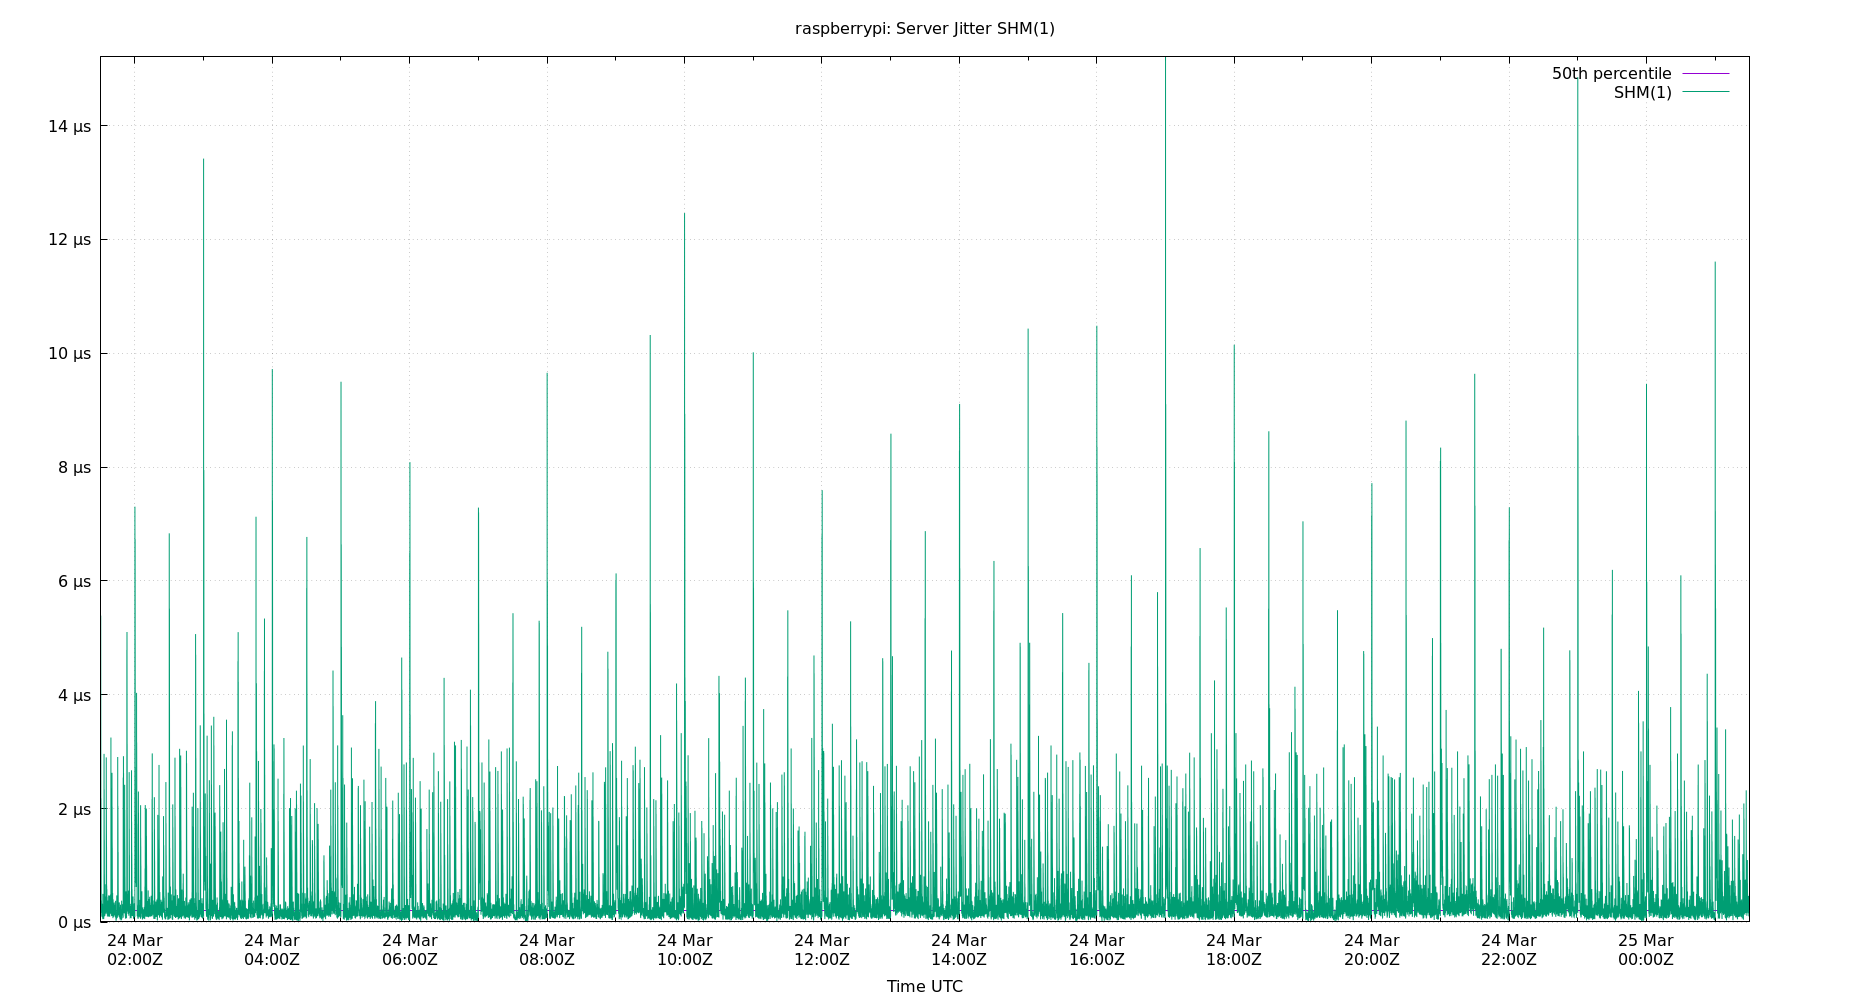 raspberrypi: Server Jitter SHM(1)
50th percentile
SHM(1)
14 µs
12 µs
10 µs
8 µs
6 µs
4 µs
2 µs
0 µs
24 Mar 24 Mar 24 Mar 24 Mar 24 Mar 24 Mar 24 Mar 24 Mar 24 Mar 24 Mar 24 Mar 25 Mar
02:00Z 04:00Z 06:00Z 08:00Z 10:00Z 12:00Z 14:00Z 16:00Z 18:00Z 20:00Z 22:00Z 00:00Z
Time UTC